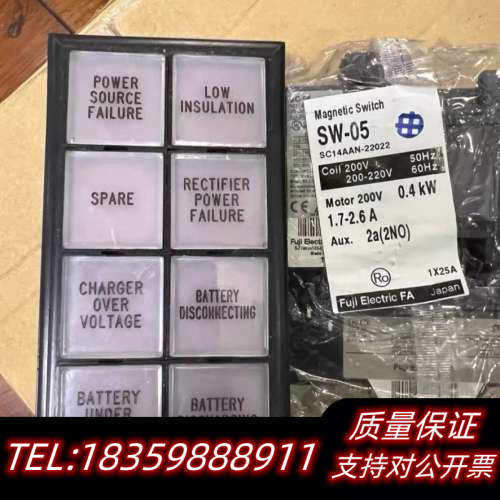 POWER
SOURCE
FAILURE
LOW
INSULATION
SPARE
RECTIFIER
POWER
FAILURE
CHARGER
OVER
VOLTAGE
BATTERY
DISCONNECTING
BATTERY
UNDER
BATTERY
DISCHARGING
Magnetic Switch
SW-05
SC14AAN-22022
Coil 200V 50Hz
200-220V 60Hz
Motor 200V 0.4 kW
1.7-2.6 A
Aux. 2a(2NO)
Ro
1X25A
Fuji Electric FA Japan
TEL:18359888911
质量保证
支持对公开票